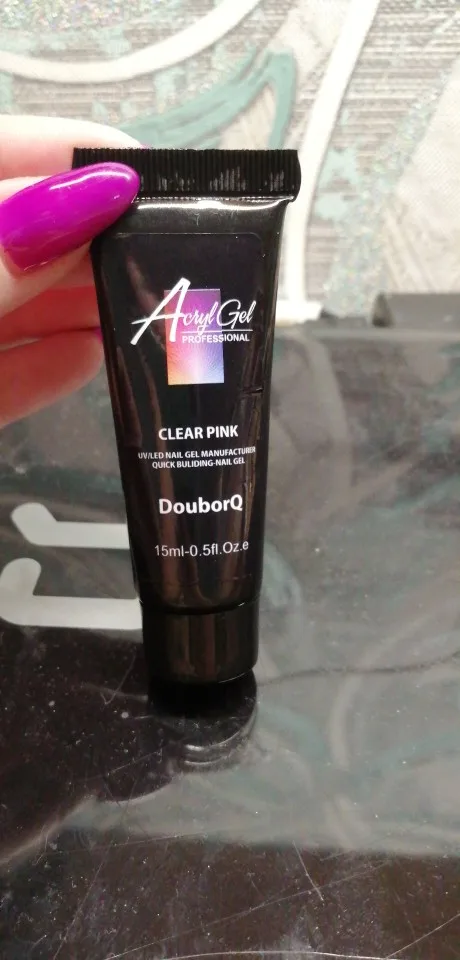 AcrylGel
PROFESSIONAL
CLEAR PINK
UV/LED NAIL GEL MANUFACTURER
QUICK BULIDING-NAIL GEL
DouborQ
15ml-0.5fl.Oz.e